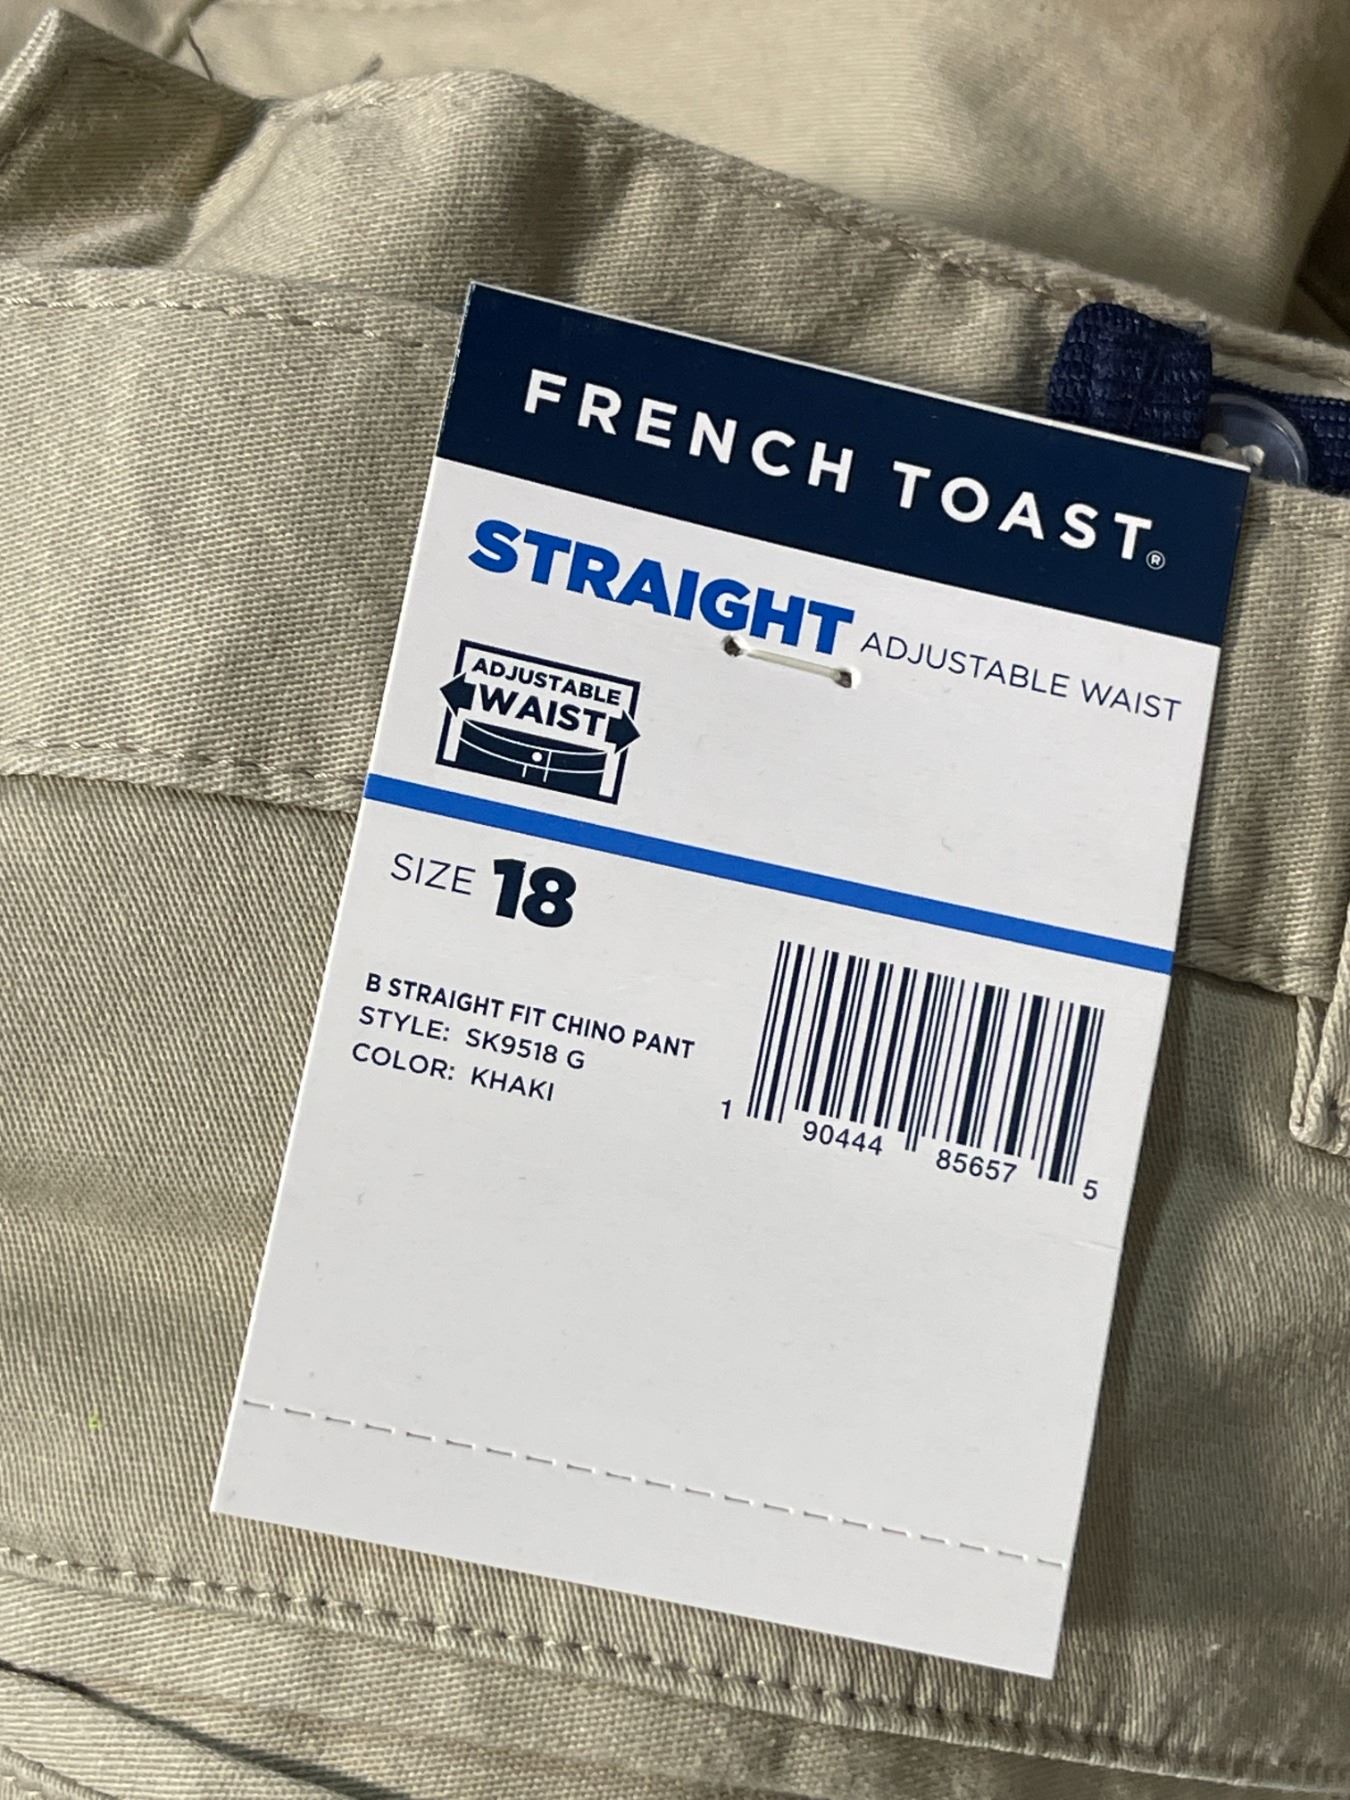 FRENCH TOAST®
STRAIGHT ADJUSTABLE WAIST
ADJUSTABLE
WAIST
SIZE 18
B STRAIGHT FIT CHINO PANT
STYLE: SK9518 G
COLOR: KHAKI
1 90444 85657 5